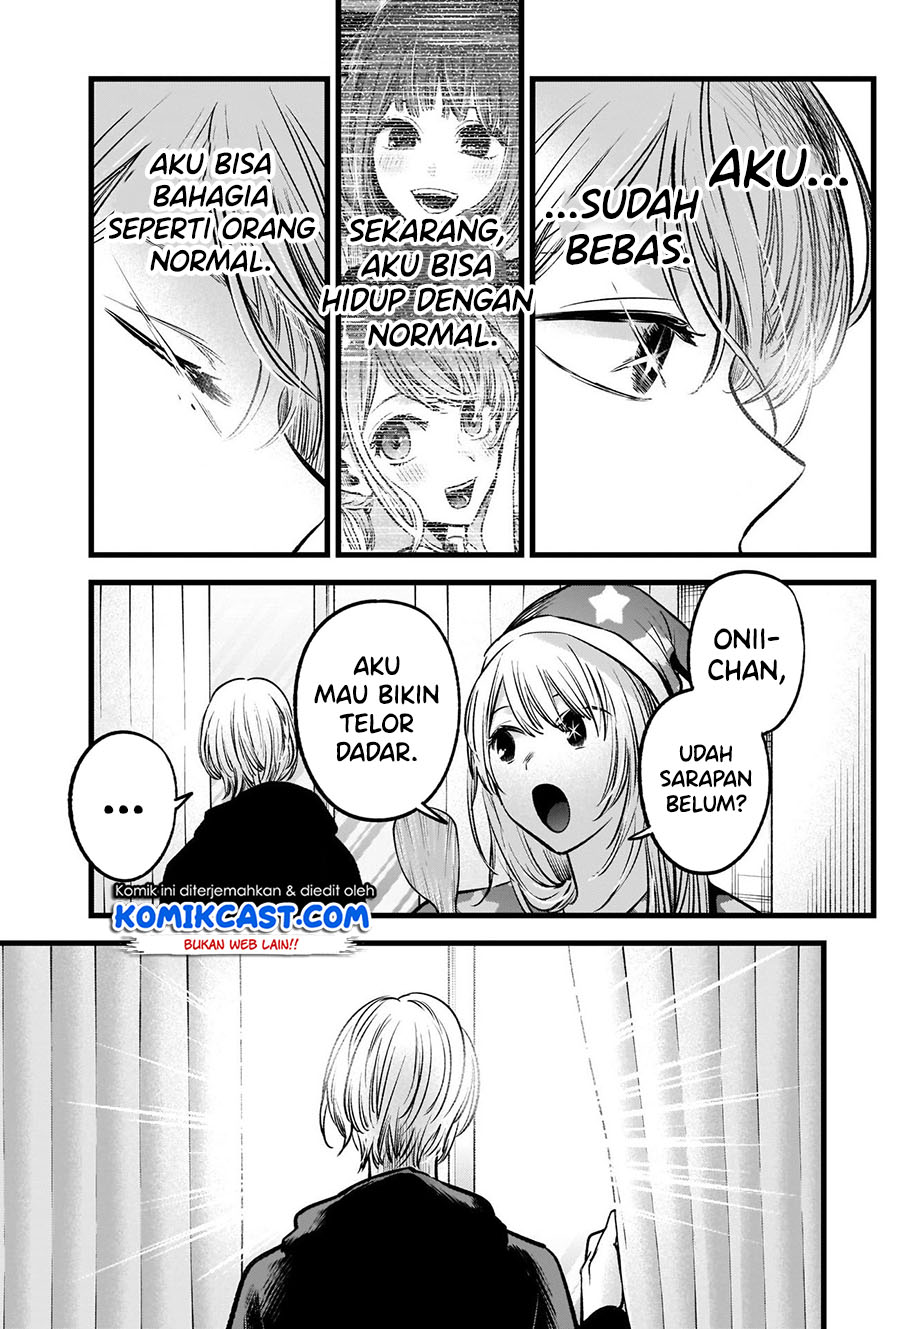 AKU...
...SUDAH
BEBAS.
SEKARANG,
AKU BISA
HIDUP DENGAN
NORMAL.
AKU BISA
BAHAGIA
SEPERTI ORANG
NORMAL.
ONII-
CHAN,
UDAH
SARAPAN
BELUM?
AKU
MAU BIKIN
TELOR
DADAR.
...
Komik ini diterjemahkan & diedit oleh
KOMIKCAST.COM
BUKAN WEB LAIN!!